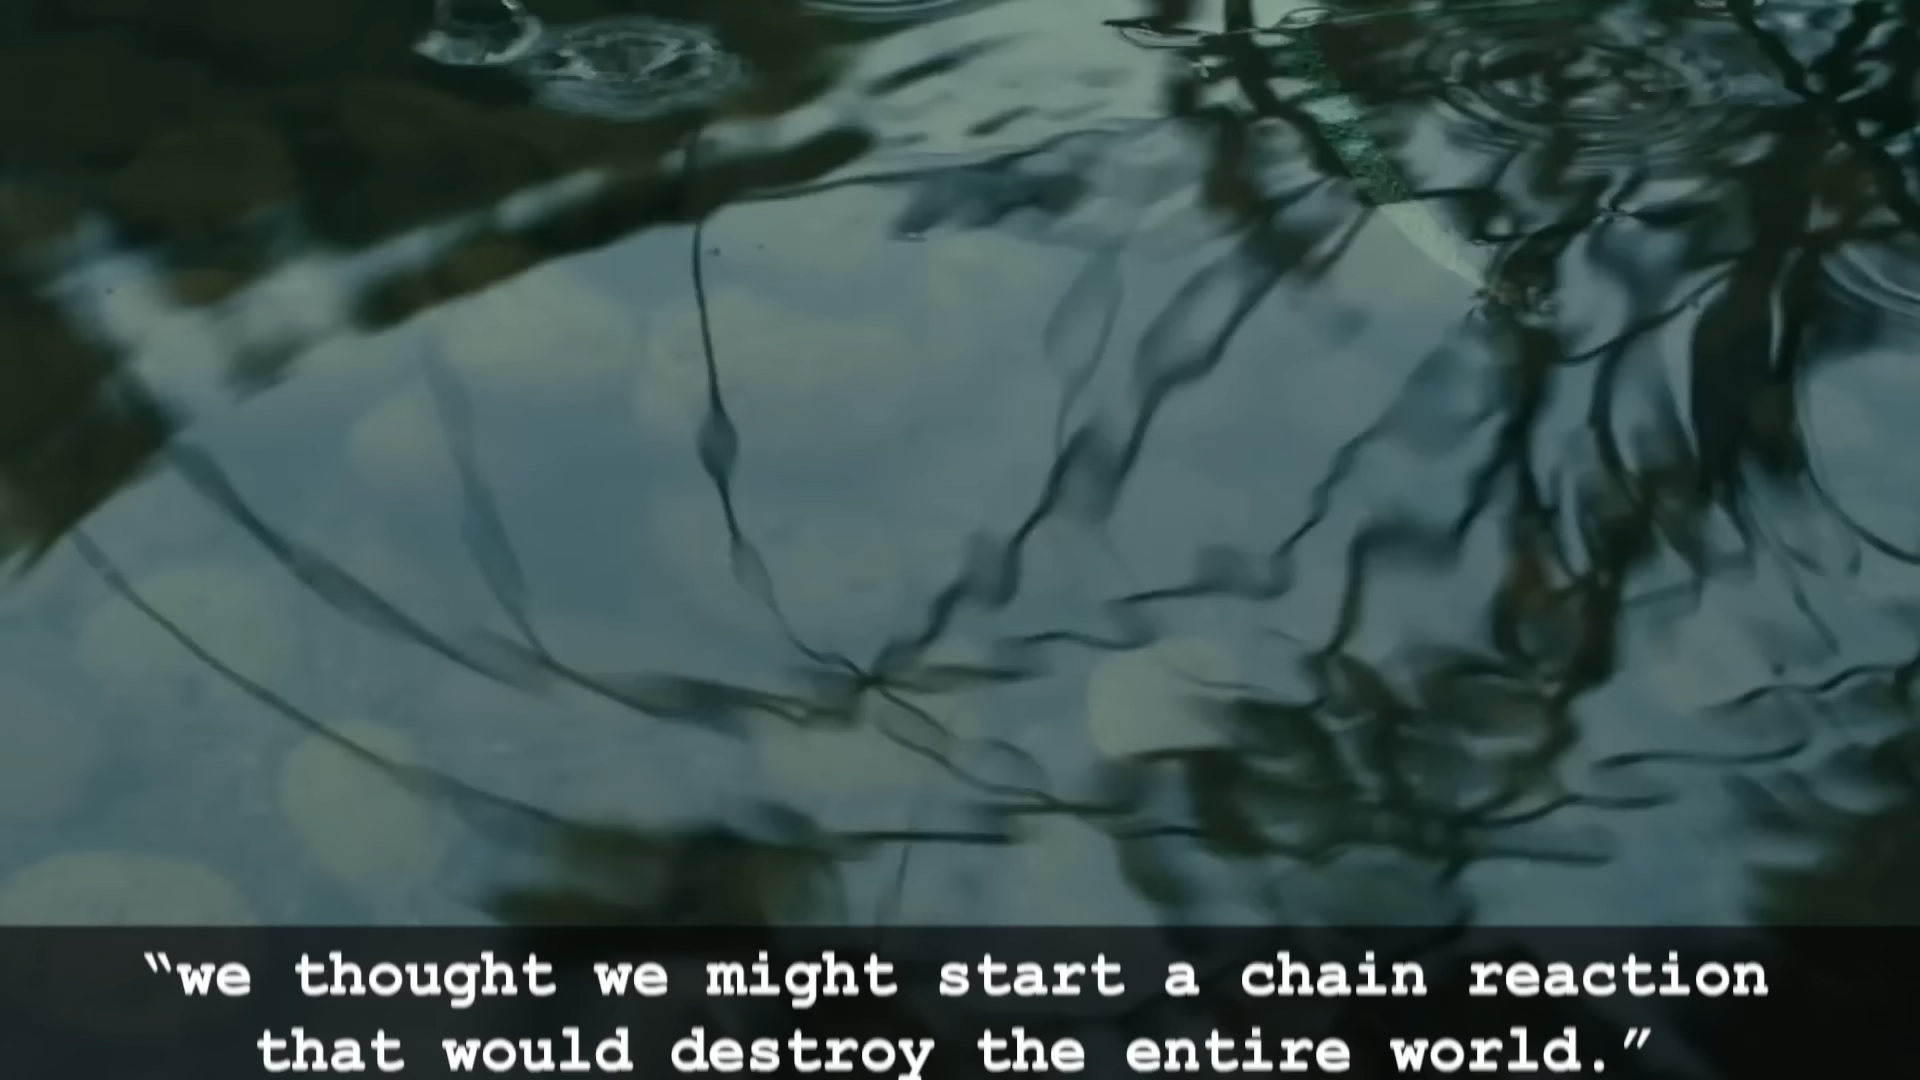 “we thought we might start a chain reaction
that would destroy the entire world.”